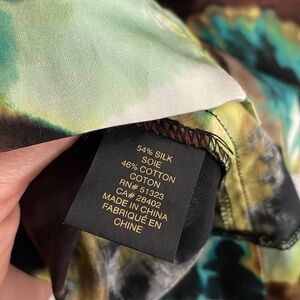 54% SILK
SOIE
46% COTTON
COTON
RN# 51323
CA# 28402
MADE IN CHINA
FABRIQUÉ EN
CHINE